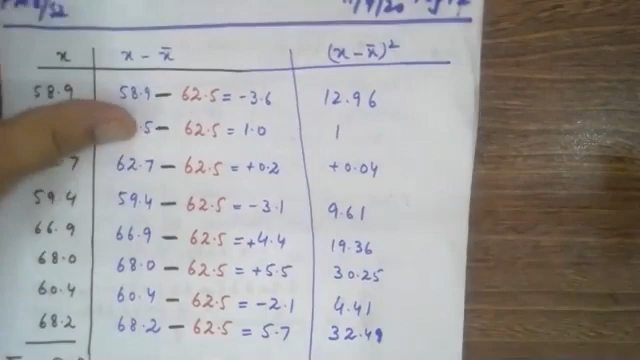 x x - x̄ (x - x̄)²
58.9 58.9 - 62.5 = -3.6 12.96
.5 - 62.5 = 1.0 1
7 62.7 - 62.5 = +0.2 +0.04
59.4 59.4 - 62.5 = -3.1 9.61
66.9 66.9 - 62.5 = +4.4 19.36
68.0 68.0 - 62.5 = +5.5 30.25
60.4 60.4 - 62.5 = -2.1 4.41
68.2 68.2 - 62.5 = 5.7 32.49